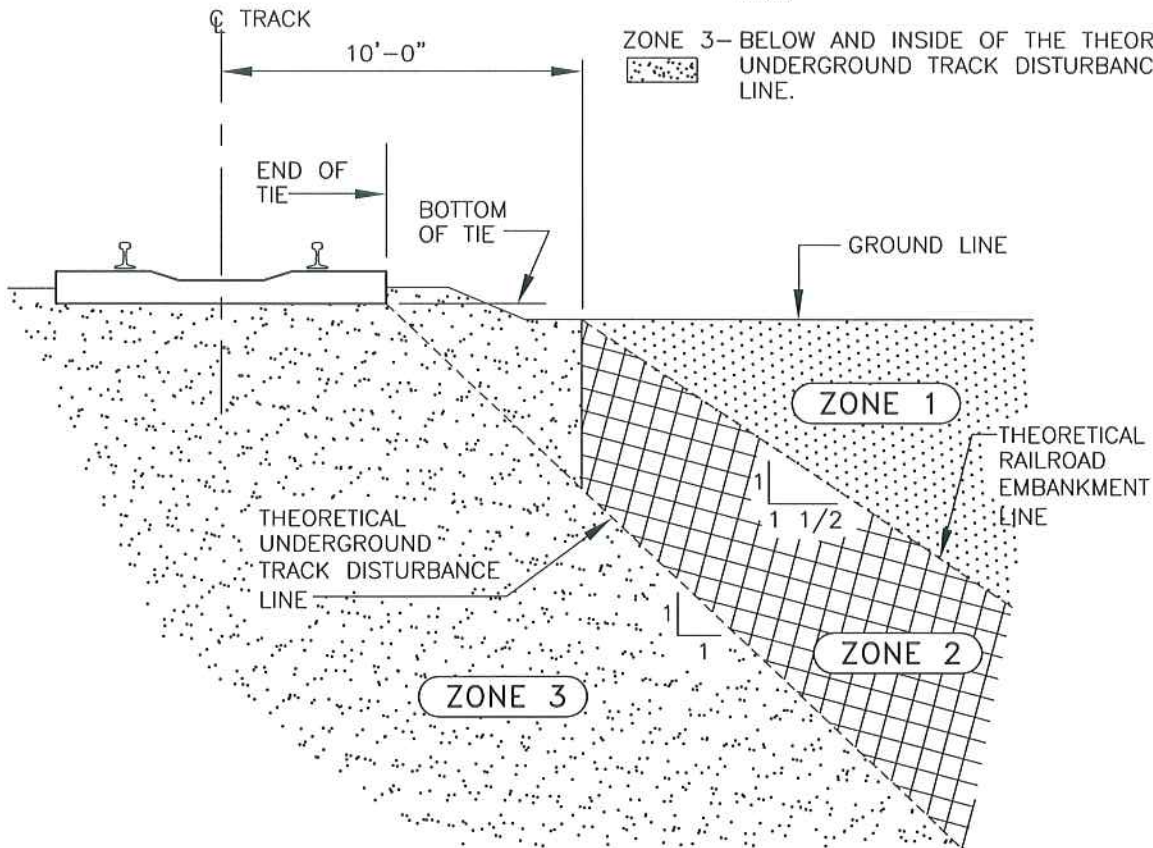 ℄ TRACK
10'-0"
ZONE 3– BELOW AND INSIDE OF THE THEOR
UNDERGROUND TRACK DISTURBANC
LINE.
END OF
TIE
BOTTOM
OF TIE
GROUND LINE
ZONE 1
THEORETICAL
RAILROAD
EMBANKMENT
LINE
1
1 1/2
THEORETICAL
UNDERGROUND
TRACK DISTURBANCE
LINE
1
1
ZONE 2
ZONE 3